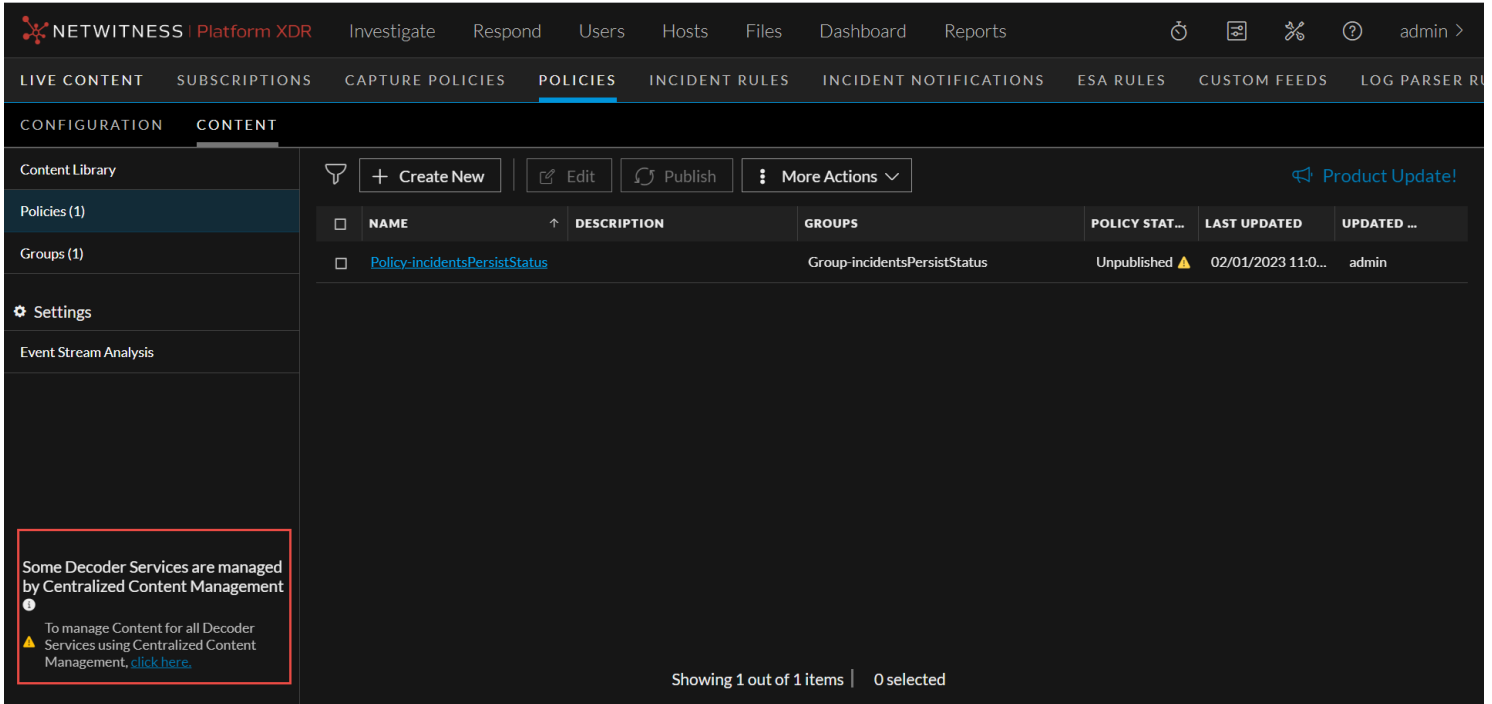 NETWITNESS | Platform XDR Investigate Respond Users Hosts Files Dashboard Reports admin >
LIVE CONTENT SUBSCRIPTIONS CAPTURE POLICIES POLICIES INCIDENT RULES INCIDENT NOTIFICATIONS ESA RULES CUSTOM FEEDS LOG PARSER RU
CONFIGURATION CONTENT
Content Library
Policies (1)
Groups (1)
Settings
Event Stream Analysis
Some Decoder Services are managed
by Centralized Content Management
To manage Content for all Decoder
Services using Centralized Content
Management, click here.
+ Create New Edit Publish More Actions Product Update!
NAME ↑ DESCRIPTION GROUPS POLICY STAT... LAST UPDATED UPDATED ...
Policy-incidentsPersistStatus Group-incidentsPersistStatus Unpublished 02/01/2023 11:0... admin
Showing 1 out of 1 items | 0 selected